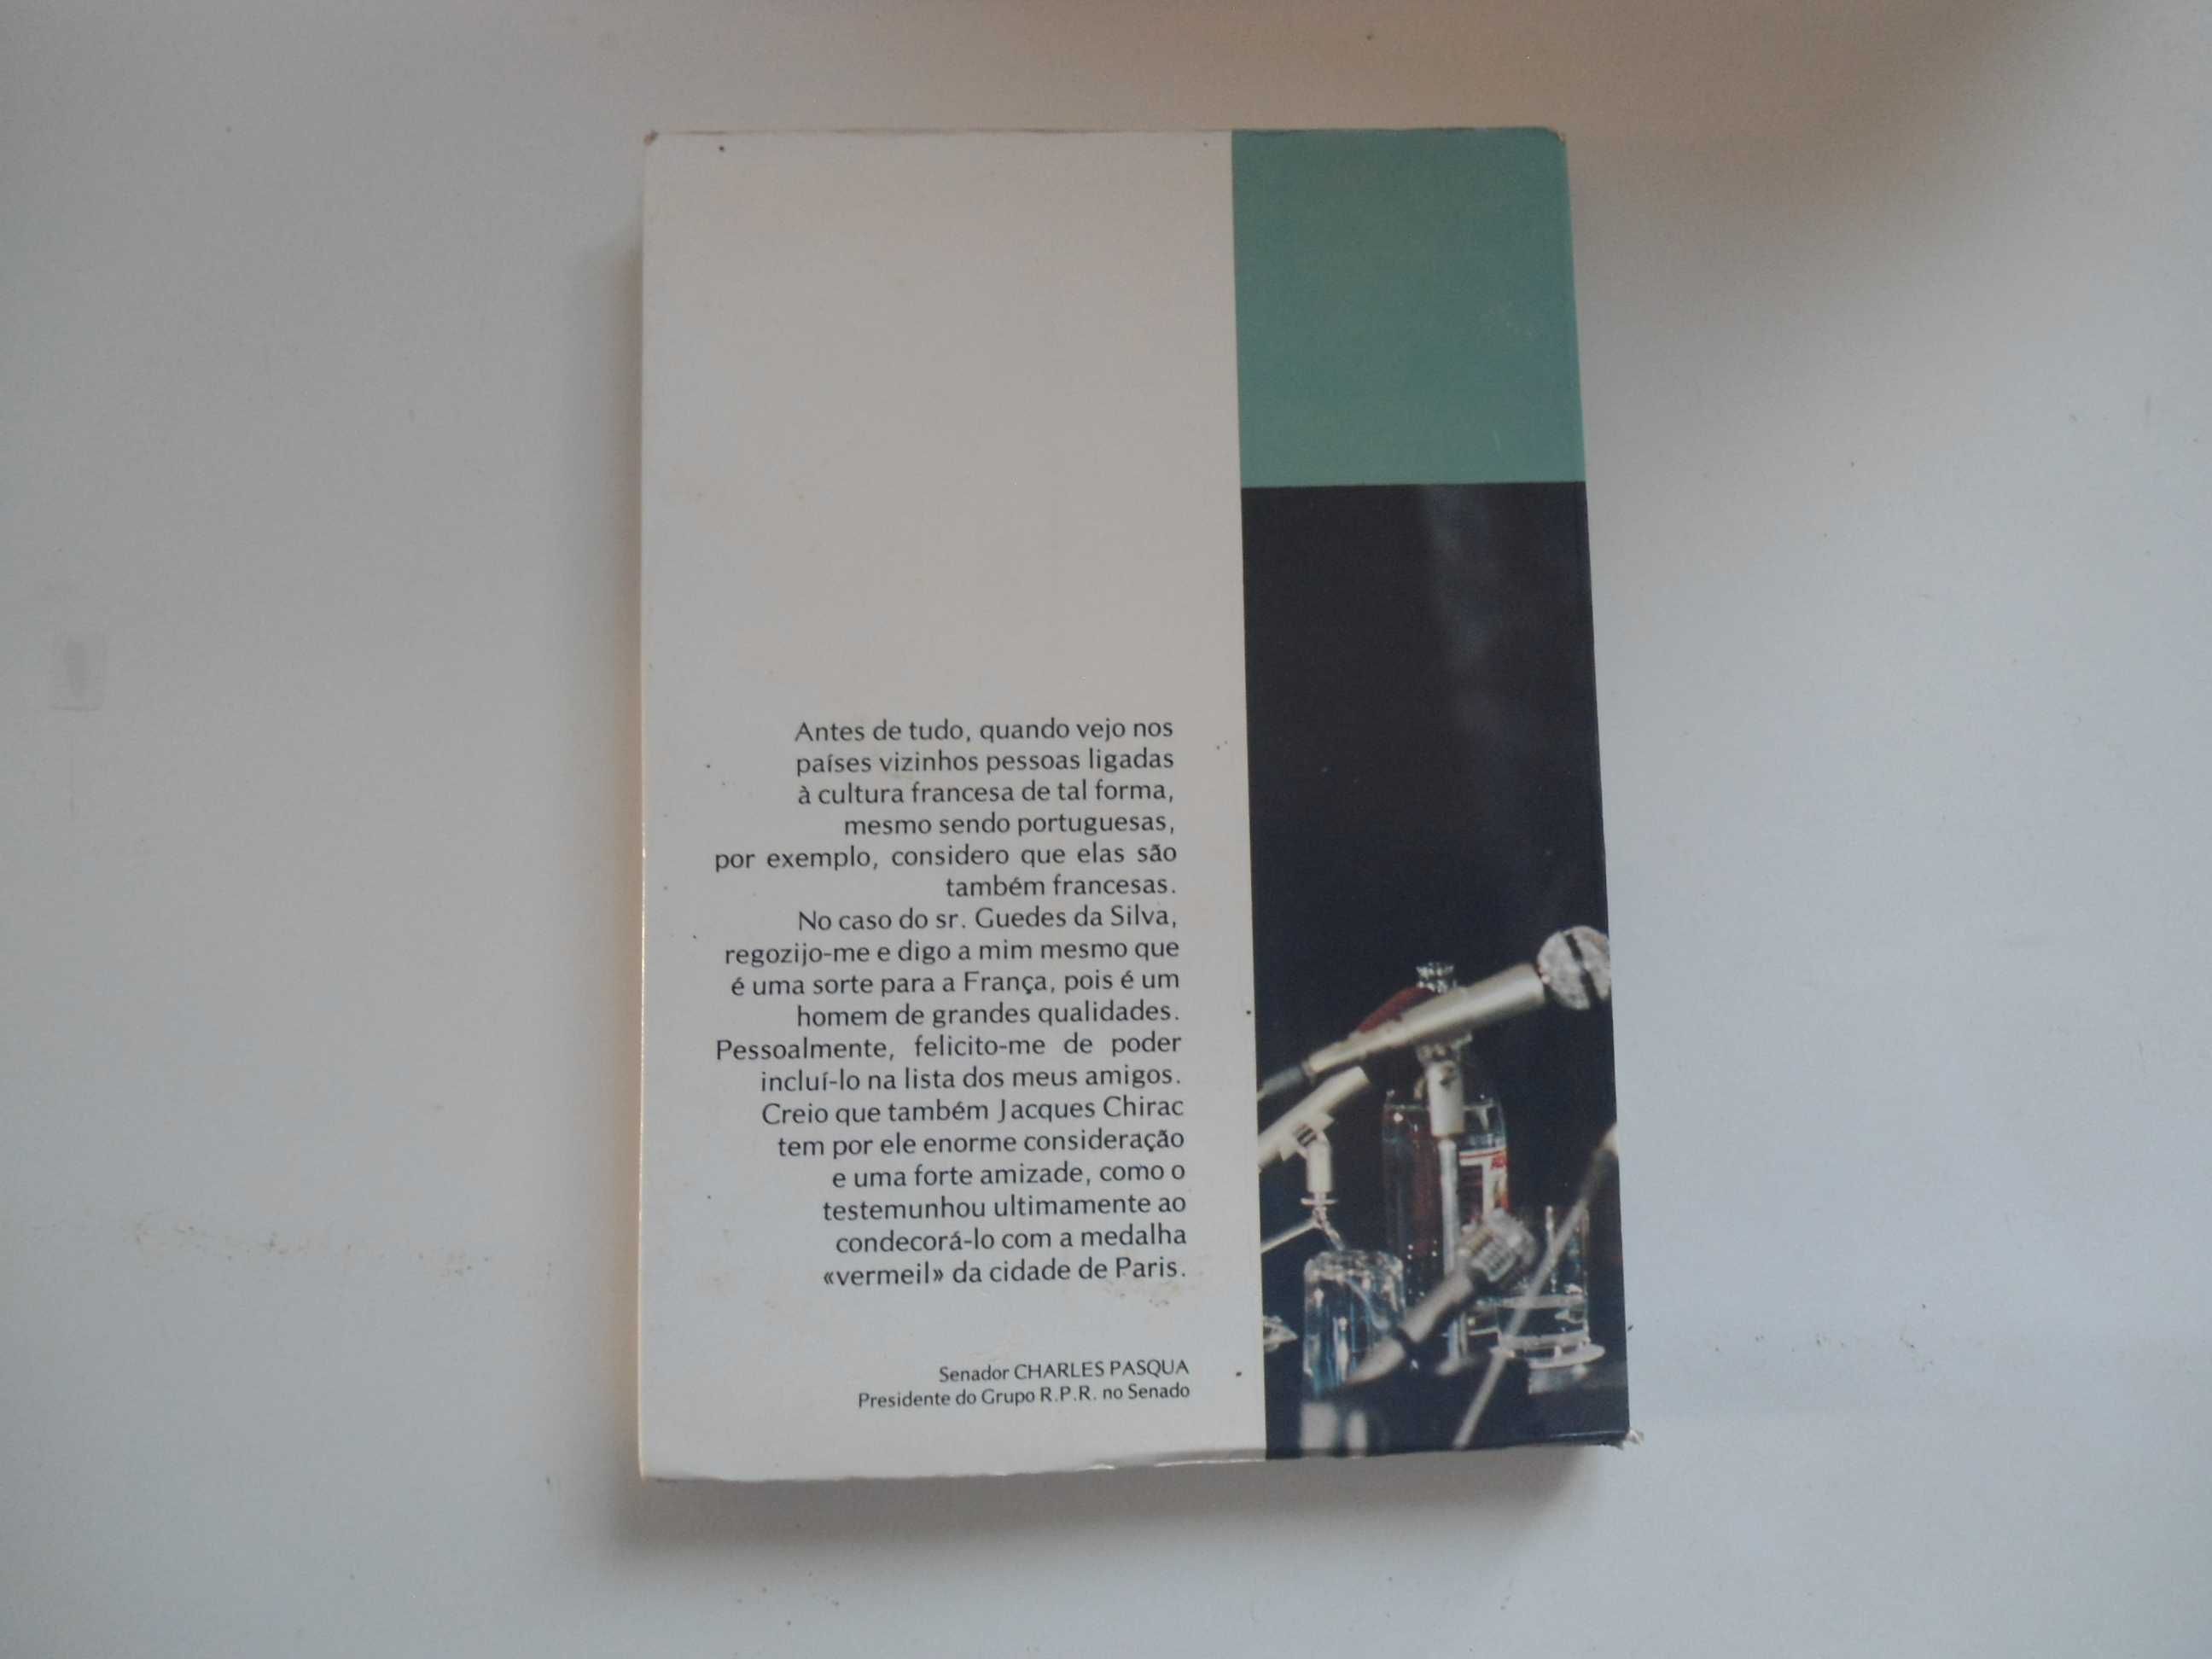 Antes de tudo, quando vejo nos
países vizinhos pessoas ligadas
à cultura francesa de tal forma,
mesmo sendo portuguesas,
por exemplo, considero que elas são
também francesas.
No caso do sr. Guedes da Silva,
regozijo-me e digo a mim mesmo que
é uma sorte para a França, pois é um
homem de grandes qualidades.
Pessoalmente, felicito-me de poder
incluí-lo na lista dos meus amigos.
Creio que também Jacques Chirac
tem por ele enorme consideração
e uma forte amizade, como o
testemunhou ultimamente ao
condecorá-lo com a medalha
«vermeil» da cidade de Paris.
Senador CHARLES PASQUA
Presidente do Grupo R.P.R. no Senado